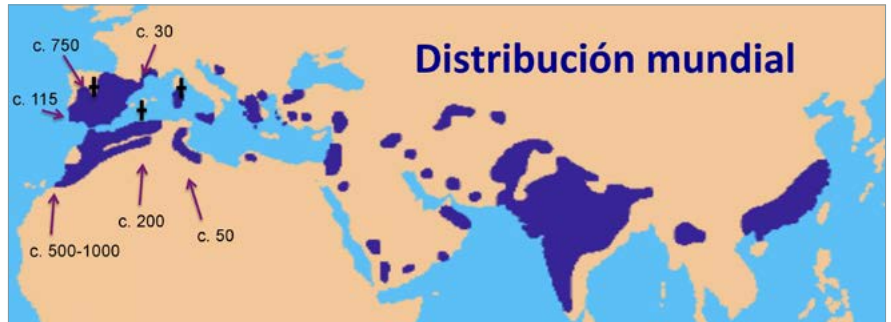 Distribución mundial
c. 750
c. 30
c. 115
c. 200
c. 50
c. 500-1000